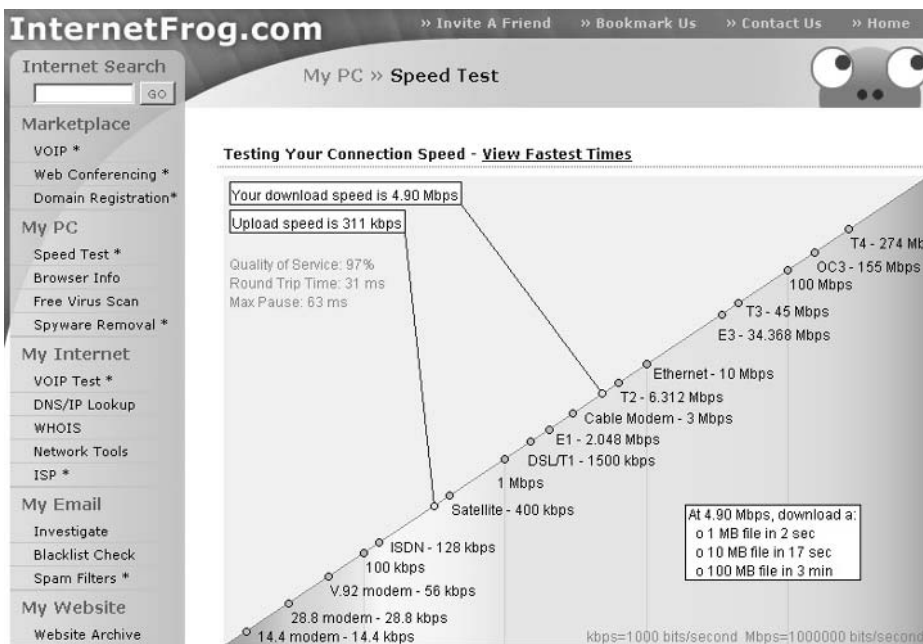 InternetFrog.com
» Invite A Friend » Bookmark Us » Contact Us » Home
Internet Search
GO
Marketplace
VOIP *
Web Conferencing *
Domain Registration*
My PC
Speed Test *
Browser Info
Free Virus Scan
Spyware Removal *
My Internet
VOIP Test *
DNS/IP Lookup
WHOIS
Network Tools
ISP *
My Email
Investigate
Blacklist Check
Spam Filters *
My Website
Website Archive
My PC » Speed Test
Testing Your Connection Speed - View Fastest Times
Your download speed is 4.90 Mbps
Upload speed is 311 kbps
Quality of Service: 97%
Round Trip Time: 31 ms
Max Pause: 63 ms
T4 - 274 Mb
OC3 - 155 Mbps
100 Mbps
T3 - 45 Mbps
E3 - 34.368 Mbps
Ethernet - 10 Mbps
T2 - 6.312 Mbps
Cable Modem - 3 Mbps
E1 - 2.048 Mbps
DSL/T1 - 1500 kbps
1 Mbps
Satellite - 400 kbps
ISDN - 128 kbps
100 kbps
V.92 modem - 56 kbps
28.8 modem - 28.8 kbps
14.4 modem - 14.4 kbps
At 4.90 Mbps, download a:
o 1 MB file in 2 sec
o 10 MB file in 17 sec
o 100 MB file in 3 min
kbps=1000 bits/second Mbps=1000000 bits/second